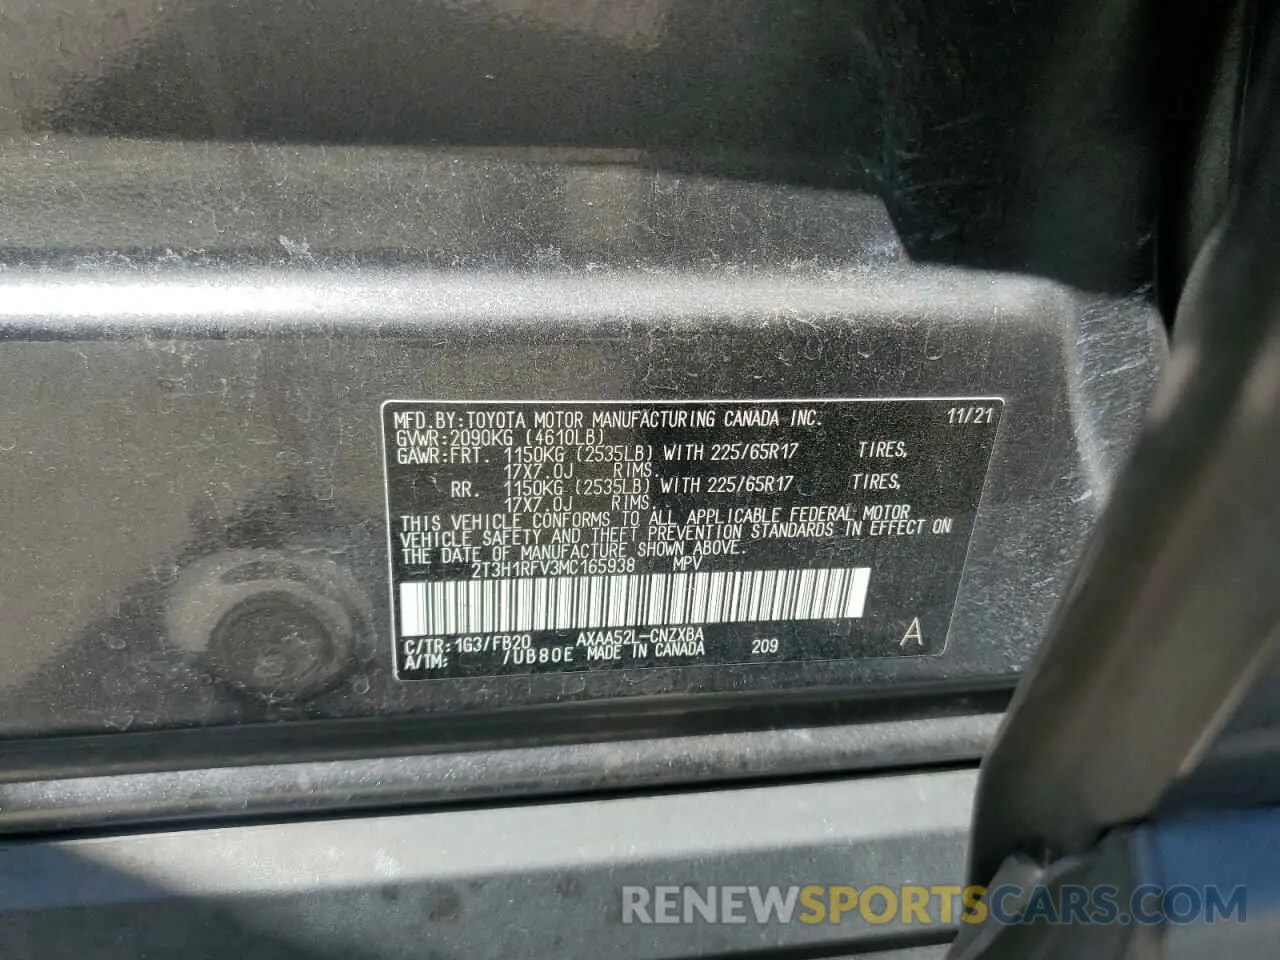 MFD.BY:TOYOTA MOTOR MANUFACTURING CANADA INC. 11/21
GVWR:2090KG (4610LB)
GAWR:FRT. 1150KG (2535LB) WITH 225/65R17 TIRES,
17X7.0J RIMS.
RR. 1150KG (2535LB) WITH 225/65R17 TIRES,
17X7.0J RIMS.
THIS VEHICLE CONFORMS TO ALL APPLICABLE FEDERAL MOTOR
VEHICLE SAFETY AND THEFT PREVENTION STANDARDS IN EFFECT ON
THE DATE OF MANUFACTURE SHOWN ABOVE.
2T3H1RFV3MC165938 MPV
C/TR:1G3/FB20 AXAA52L-CNZXBA A
A/TM: /UB80E MADE IN CANADA 209
RENEWSPORTSCARS.COM